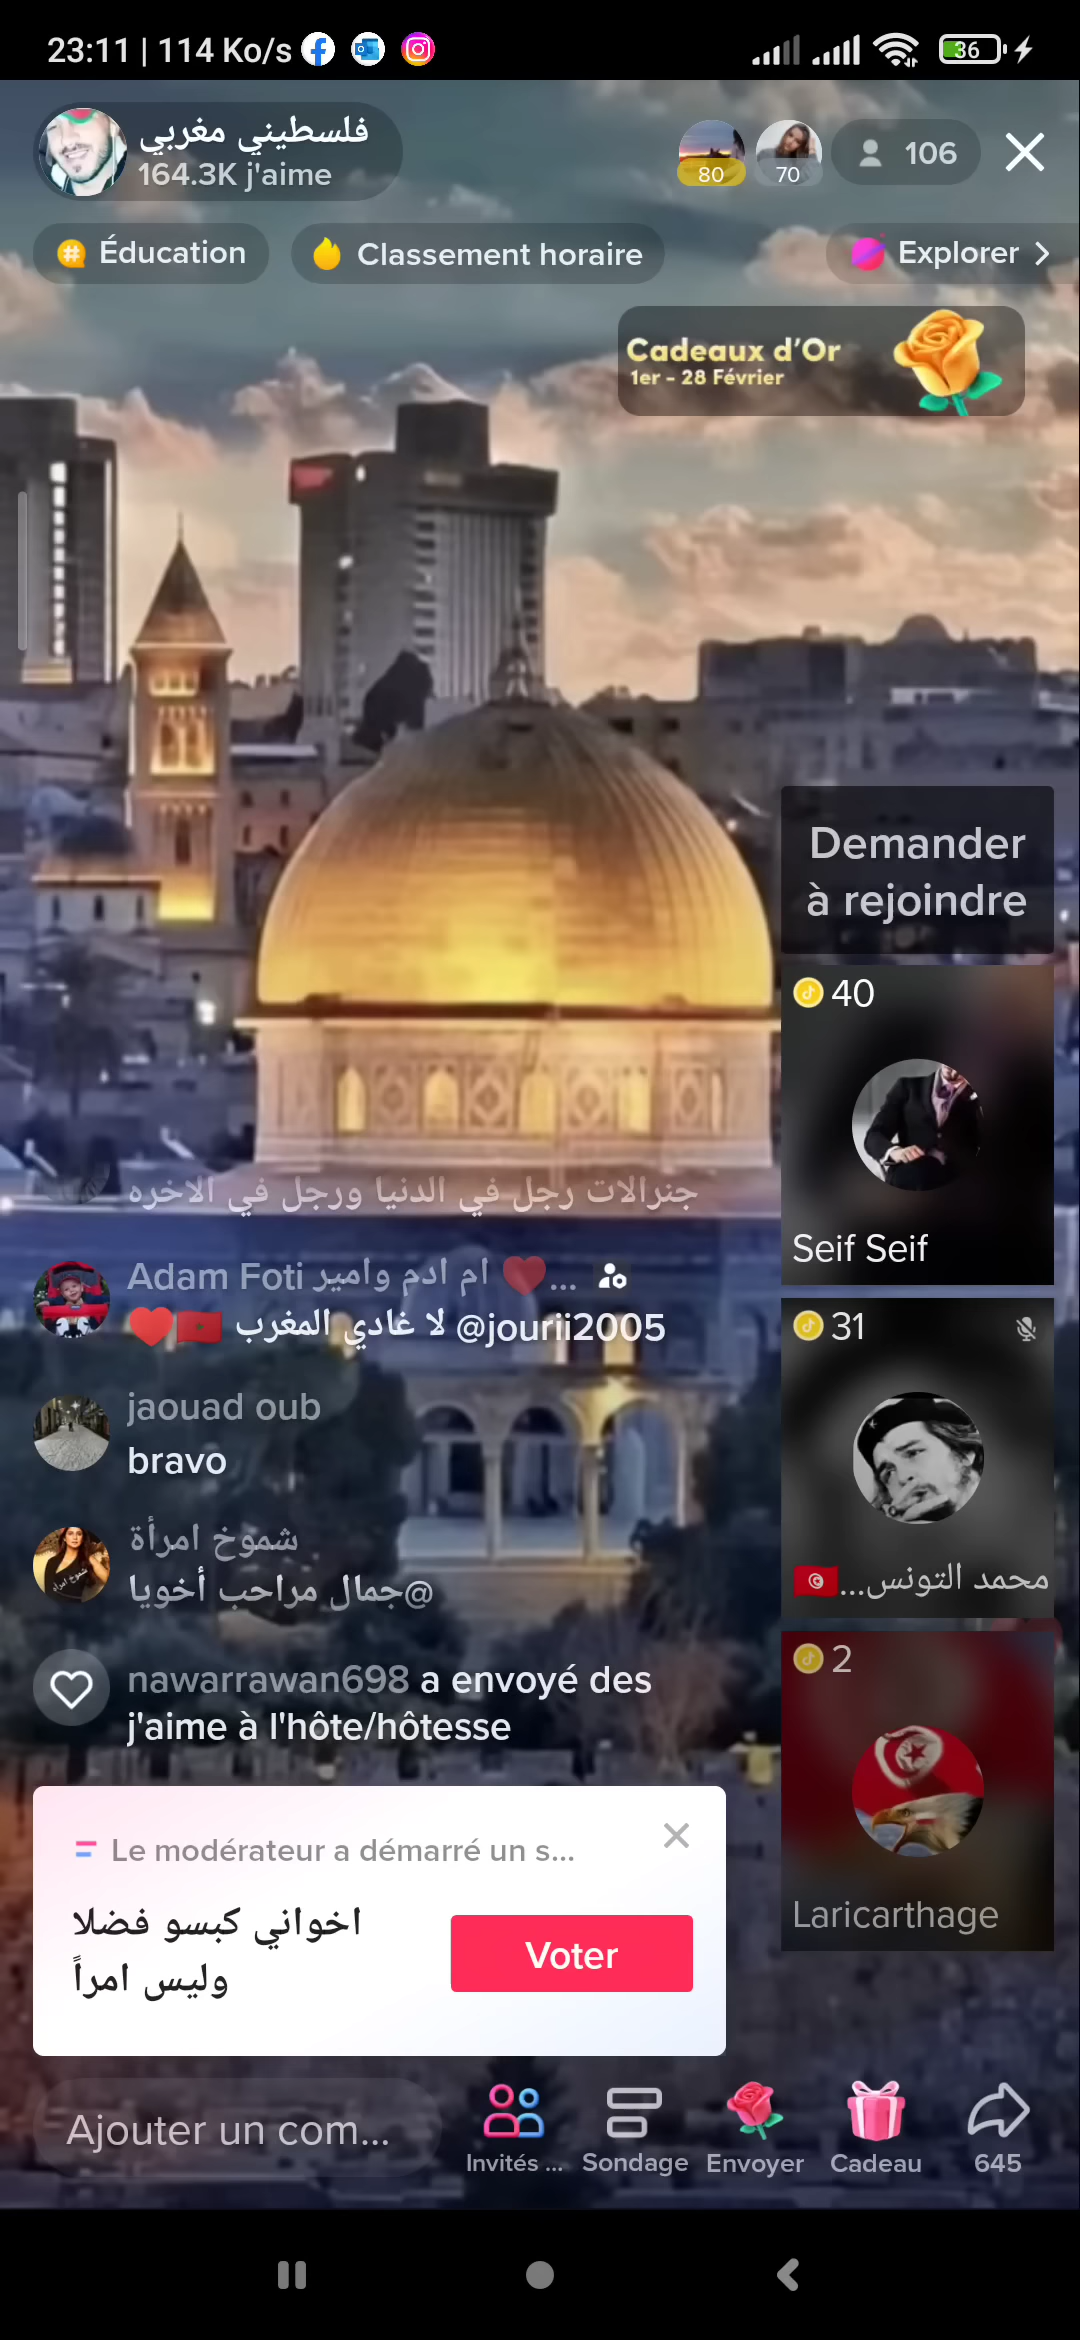 23:11 | 114 Ko/s
36
فلسطيني مغربي
164.3K j'aime
80
70
106
Éducation
Classement horaire
Explorer
Cadeaux d'Or
1er - 28 Février
Demander
à rejoindre
40
Seif Seif
جنرالات رجل في الدنيا ورجل في الاخره
Adam Foti ام ادم وامير ❤️...
❤️🇲🇦 لا غادي المغرب @jourii2005
31
jaouad oub
bravo
شموخ امرأة
@جمال مراحب أخويا
محمد التونس...🇹🇳
2
nawarrawan698 a envoyé des
j'aime à l'hôte/hôtesse
Laricarthage
Le modérateur a démarré un s...
اخواني كبسو فضلا
وليس امراً
Voter
Ajouter un com...
Invités ...
Sondage
Envoyer
Cadeau
645